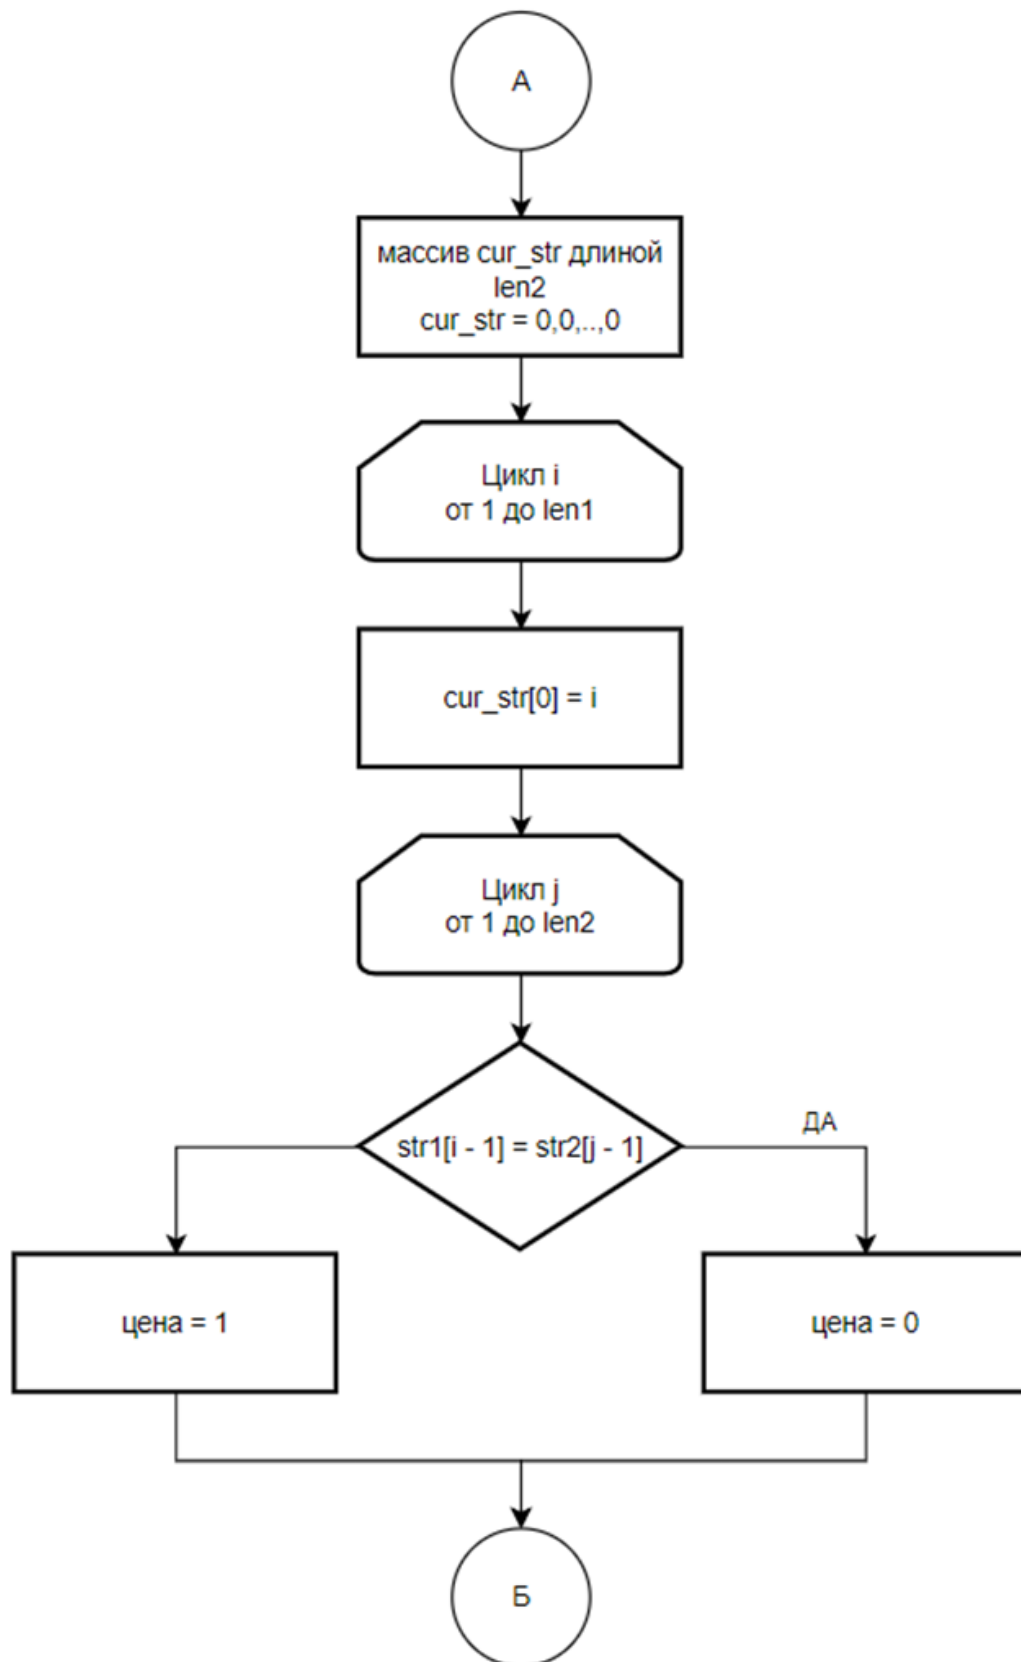 А
массив cur_str длиной
len2
cur_str = 0,0,..,0
Цикл i
от 1 до len1
cur_str[0] = i
Цикл j
от 1 до len2
str1[i - 1] = str2[j - 1]
ДА
цена = 1
цена = 0
Б